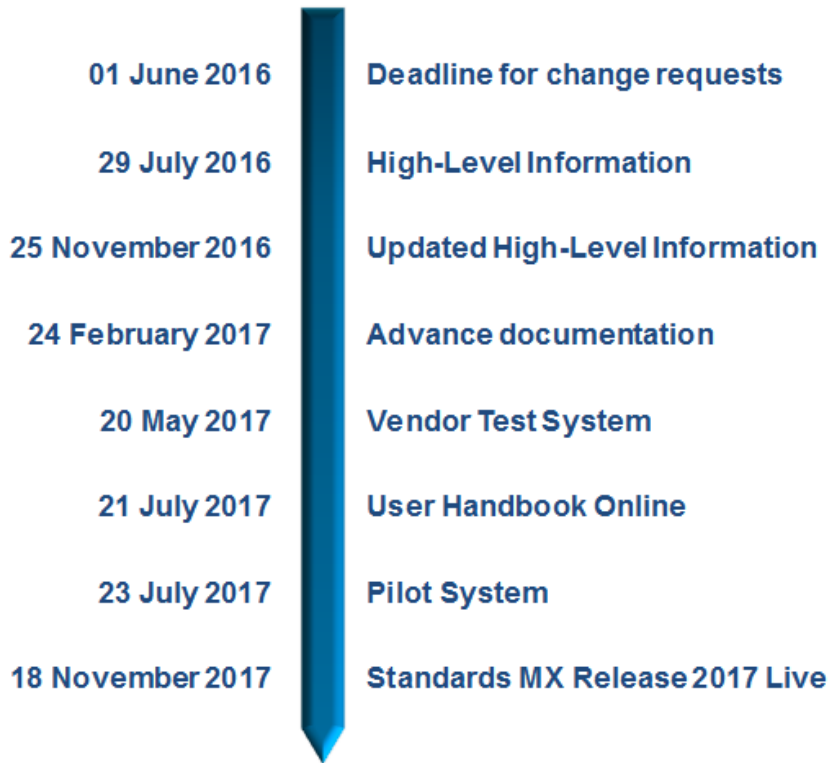 01 June 2016 Deadline for change requests
29 July 2016 High-Level Information
25 November 2016 Updated High-Level Information
24 February 2017 Advance documentation
20 May 2017 Vendor Test System
21 July 2017 User Handbook Online
23 July 2017 Pilot System
18 November 2017 Standards MX Release 2017 Live